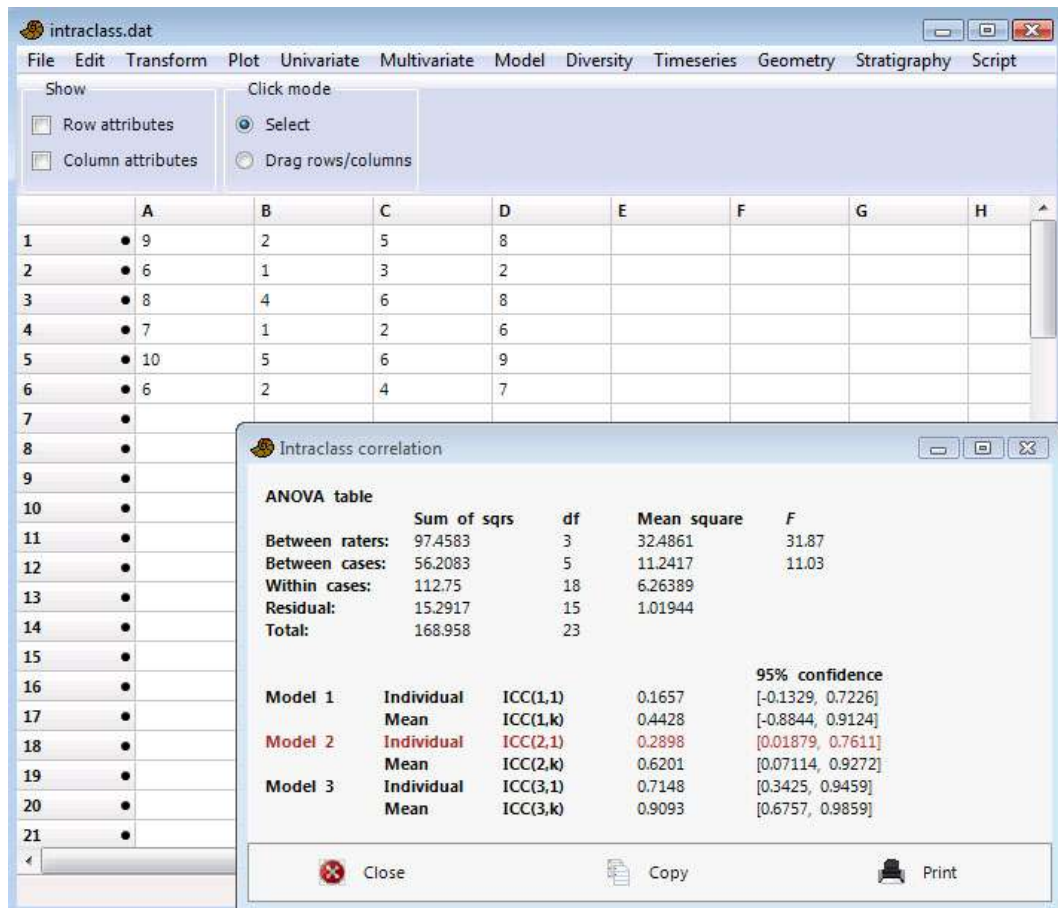 intraclass.dat
File Edit Transform Plot Univariate Multivariate Model Diversity Timeseries Geometry Stratigraphy Script
Show Click mode
Row attributes Select
Column attributes Drag rows/columns
A B C D E F G H
1 9 2 5 8
2 6 1 3 2
3 8 4 6 8
4 7 1 2 6
5 10 5 6 9
6 6 2 4 7
7
8
9
10
11
12
13
14
15
16
17
18
19
20
21
Intraclass correlation
ANOVA table
Sum of sqrs df Mean square F
Between raters: 97.4583 3 32.4861 31.87
Between cases: 56.2083 5 11.2417 11.03
Within cases: 112.75 18 6.26389
Residual: 15.2917 15 1.01944
Total: 168.958 23
95% confidence
Model 1 Individual ICC(1,1) 0.1657 [-0.1329, 0.7226]
Mean ICC(1,k) 0.4428 [-0.8844, 0.9124]
Model 2 Individual ICC(2,1) 0.2898 [0.01879, 0.7611]
Mean ICC(2,k) 0.6201 [0.07114, 0.9272]
Model 3 Individual ICC(3,1) 0.7148 [0.3425, 0.9459]
Mean ICC(3,k) 0.9093 [0.6757, 0.9859]
Close Copy Print